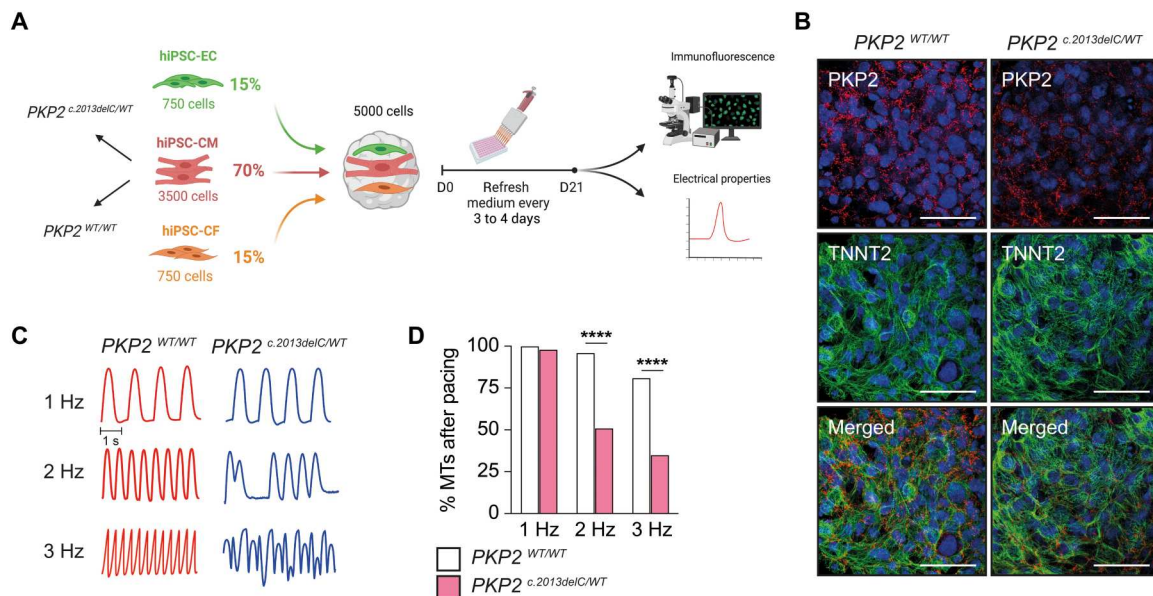 A
hiPSC-EC
15%
750 cells
PKP2 c.2013delC/WT
hiPSC-CM
70%
3500 cells
PKP2 WT/WT
hiPSC-CF
15%
750 cells
5000 cells
D0
Refresh
medium every
3 to 4 days
D21
Immunofluorescence
Electrical properties
B
PKP2 WT/WT
PKP2 c.2013delC/WT
PKP2
PKP2
TNNT2
TNNT2
Merged
Merged
C
PKP2 WT/WT
PKP2 c.2013delC/WT
1 Hz
1 s
2 Hz
3 Hz
D
% MTs after pacing
100
75
50
25
0
****
****
1 Hz
2 Hz
3 Hz
PKP2 WT/WT
PKP2 c.2013delC/WT